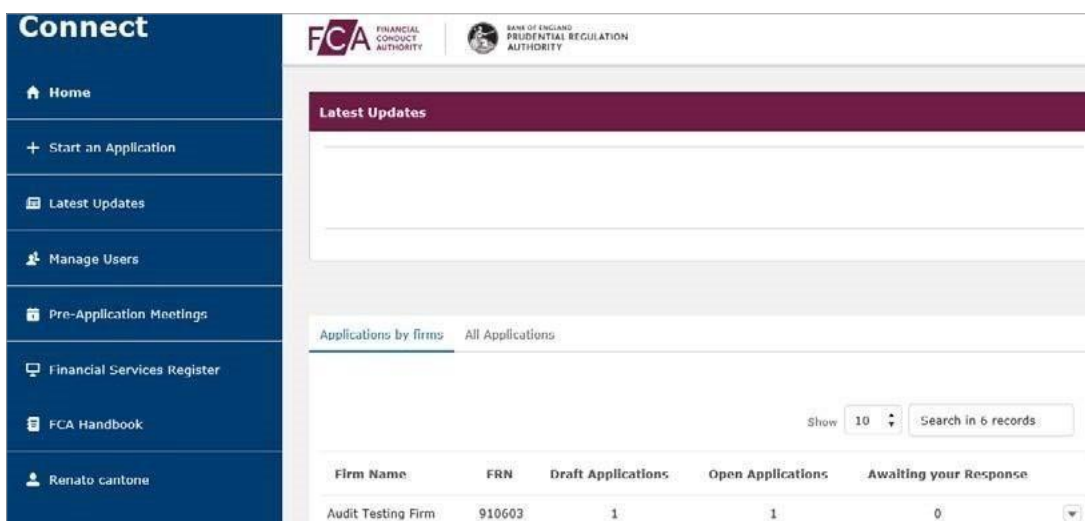 Connect
FCA FINANCIAL CONDUCT AUTHORITY
BANK OF ENGLAND
PRUDENTIAL REGULATION
AUTHORITY
Home
Start an Application
Latest Updates
Manage Users
Pre-Application Meetings
Financial Services Register
FCA Handbook
Renato cantone
Latest Updates
Applications by firms All Applications
Show 10 Search in 6 records
Firm Name FRN Draft Applications Open Applications Awaiting your Response
Audit Testing Firm 910603 1 1 0